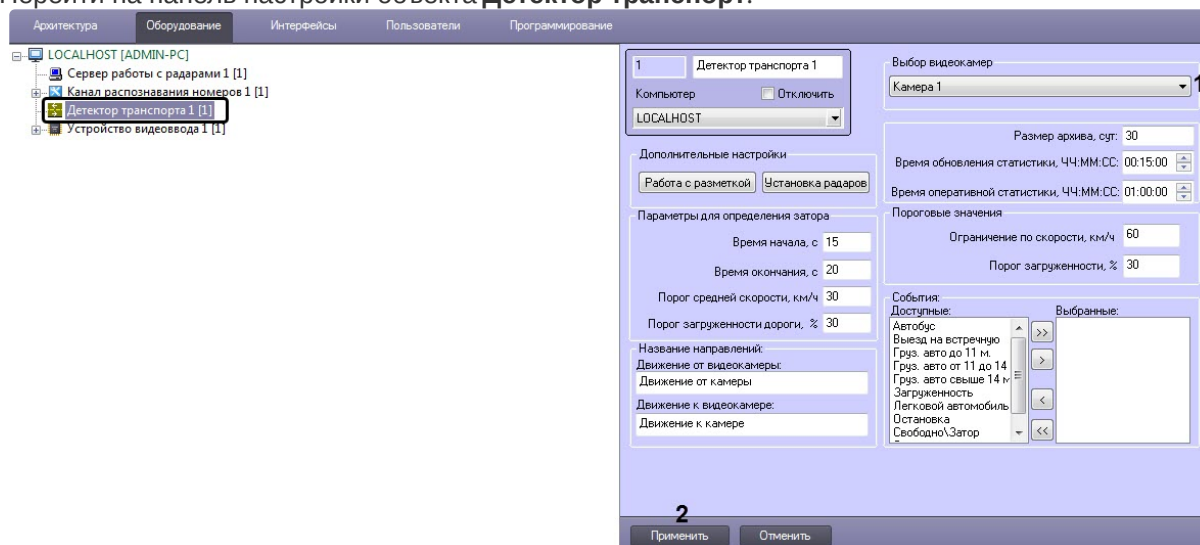 Перейти на панель настройки объекта Детектор транспорт.
Архитектура Оборудование Интерфейсы Пользователи Программирование
LOCALHOST [ADMIN-PC]
Сервер работы с радарами 1 [1]
Канал распознавания номеров 1 [1]
Детектор транспорта 1 [1]
Устройство видеоввода 1 [1]
1 Детектор транспорта 1
Компьютер Отключить
LOCALHOST
Выбор видеокамер
Камера 1
1
Дополнительные настройки
Работа с разметкой Установка радаров
Размер архива, сут: 30
Время обновления статистики, ЧЧ:ММ:СС: 00:15:00
Время оперативной статистики, ЧЧ:ММ:СС: 01:00:00
Параметры для определения затора
Время начала, с 15
Время окончания, с 20
Порог средней скорости, км/ч 30
Порог загруженности дороги, % 30
Пороговые значения
Ограничение по скорости, км/ч 60
Порог загруженности, % 30
Название направлений:
Движение от видеокамеры:
Движение от камеры
Движение к видеокамере:
Движение к камере
События:
Доступные: Выбранные:
Автобус
Выезд на встречную
Груз. авто до 11 м.
Груз. авто от 11 до 14
Груз. авто свыше 14 м
Загруженность
Легковой автомобиль
Остановка
Свободно\Затор
>>
>
<
<<
2
Применить Отменить